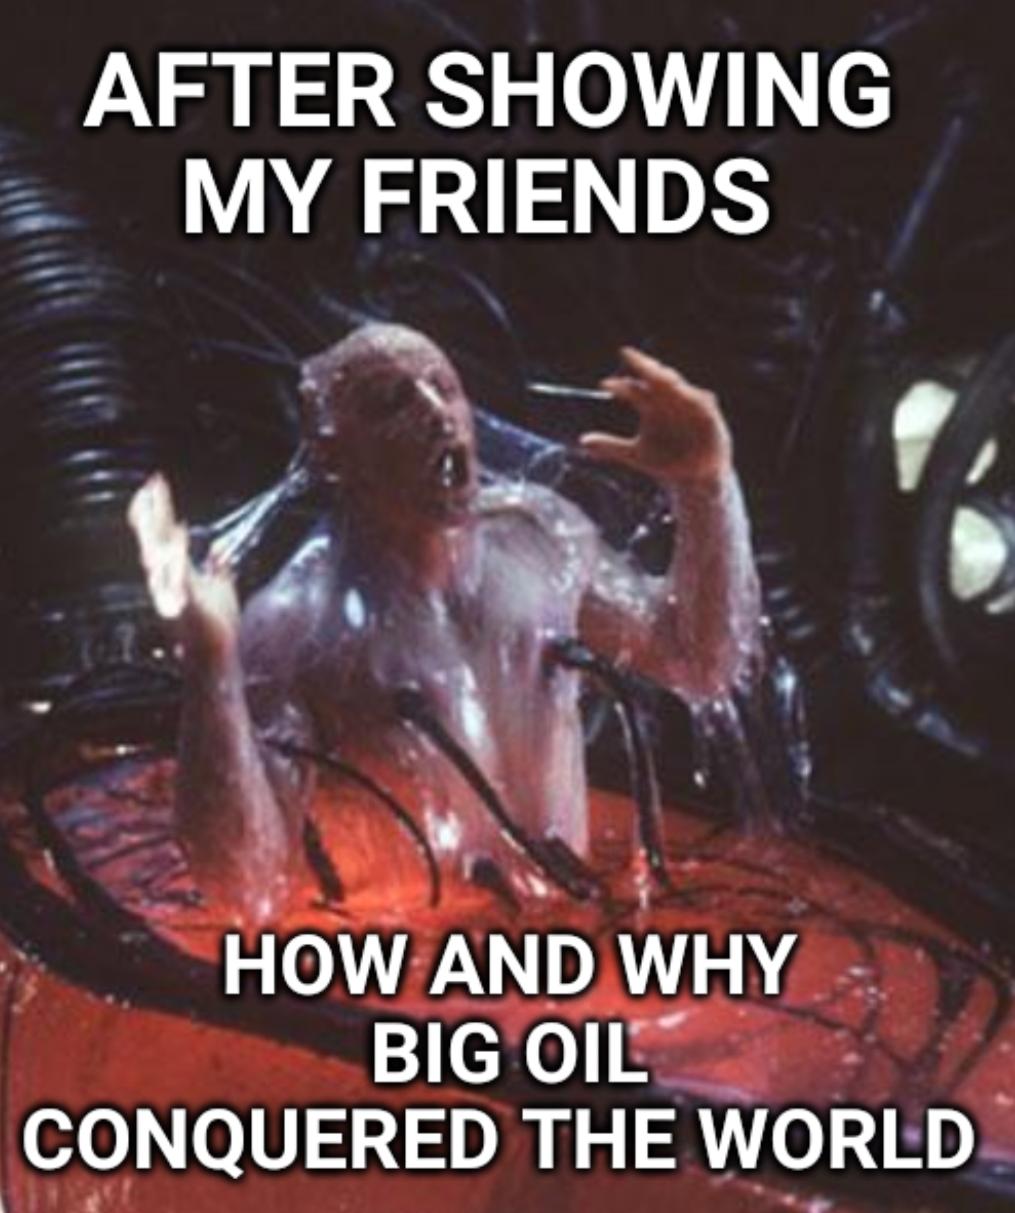 AFTER SHOWING
MY FRIENDS
HOW AND WHY
BIG OIL
CONQUERED THE WORLD